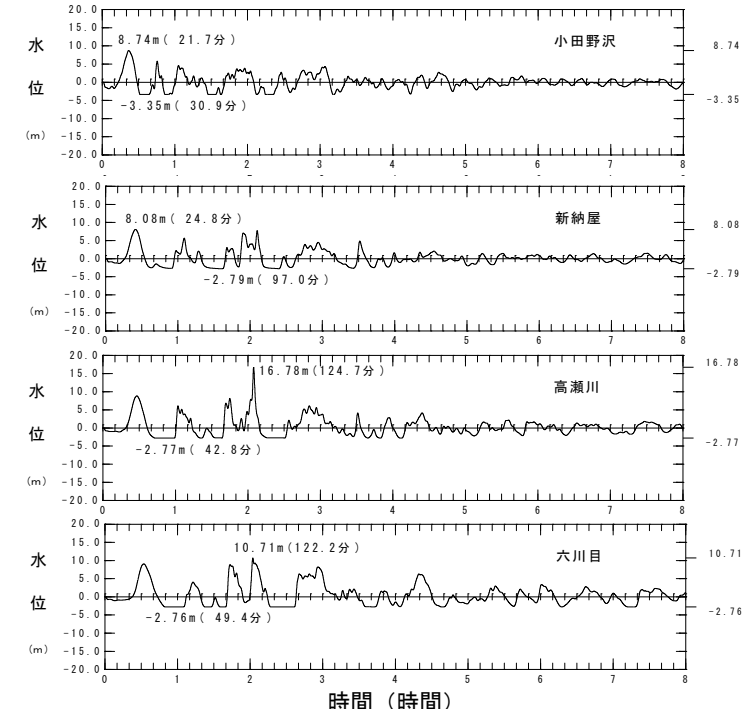 20.0
15.0
10.0
5.0
0.0
-5.0
-10.0
-15.0
-20.0
水
位
(m)
8.74m( 21.7分)
-3.35m( 30.9分)
小田野沢
8.74
-3.35
0 1 2 3 4 5 6 7 8
20.0
15.0
10.0
5.0
0.0
-5.0
-10.0
-15.0
-20.0
水
位
(m)
8.08m( 24.8分)
-2.79m( 97.0分)
新納屋
8.08
-2.79
0 1 2 3 4 5 6 7 8
20.0
15.0
10.0
5.0
0.0
-5.0
-10.0
-15.0
-20.0
水
位
(m)
16.78m(124.7分)
-2.77m( 42.8分)
高瀬川
16.78
-2.77
0 1 2 3 4 5 6 7 8
20.0
15.0
10.0
5.0
0.0
-5.0
-10.0
-15.0
-20.0
水
位
(m)
10.71m(122.2分)
-2.76m( 49.4分)
六川目
10.71
-2.76
0 1 2 3 4 5 6 7 8
時間（時間）